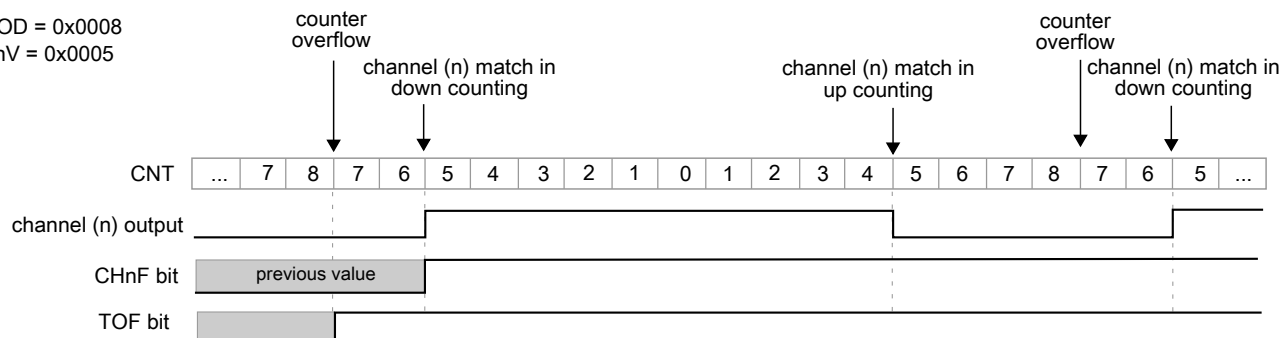 OD = 0x0008
nV = 0x0005
counter
overflow
channel (n) match in
down counting
channel (n) match in
up counting
counter
overflow
channel (n) match in
down counting
CNT ... 7 8 7 6 5 4 3 2 1 0 1 2 3 4 5 6 7 8 7 6 5 ...
channel (n) output
CHnF bit previous value
TOF bit